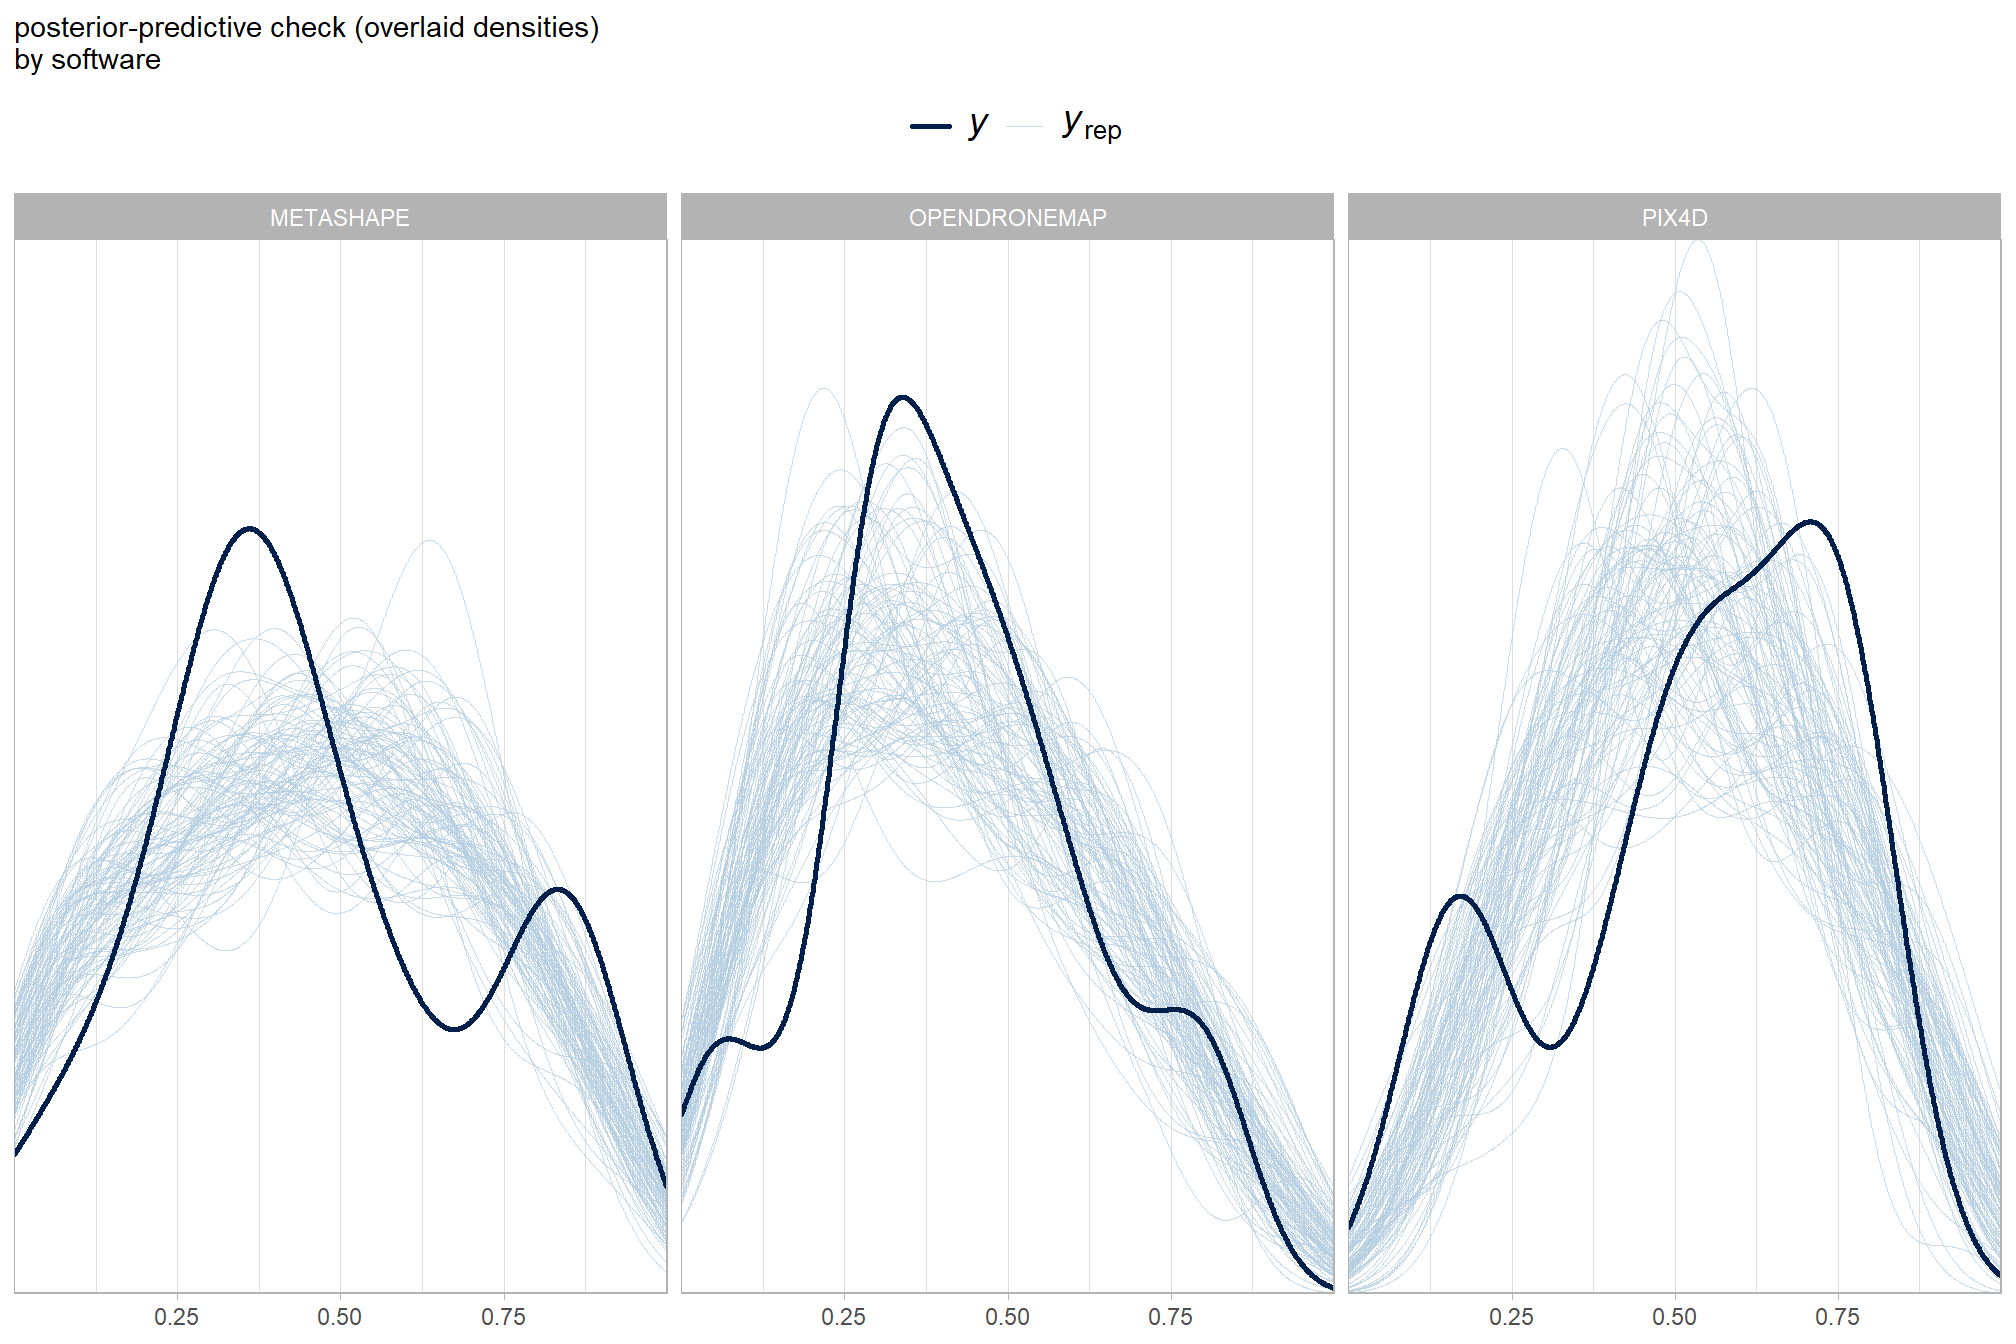 posterior-predictive check (overlaid densities)
by software
y y rep
METASHAPE OPENDRONEMAP PIX4D
0.25 0.50 0.75 0.25 0.50 0.75 0.25 0.50 0.75